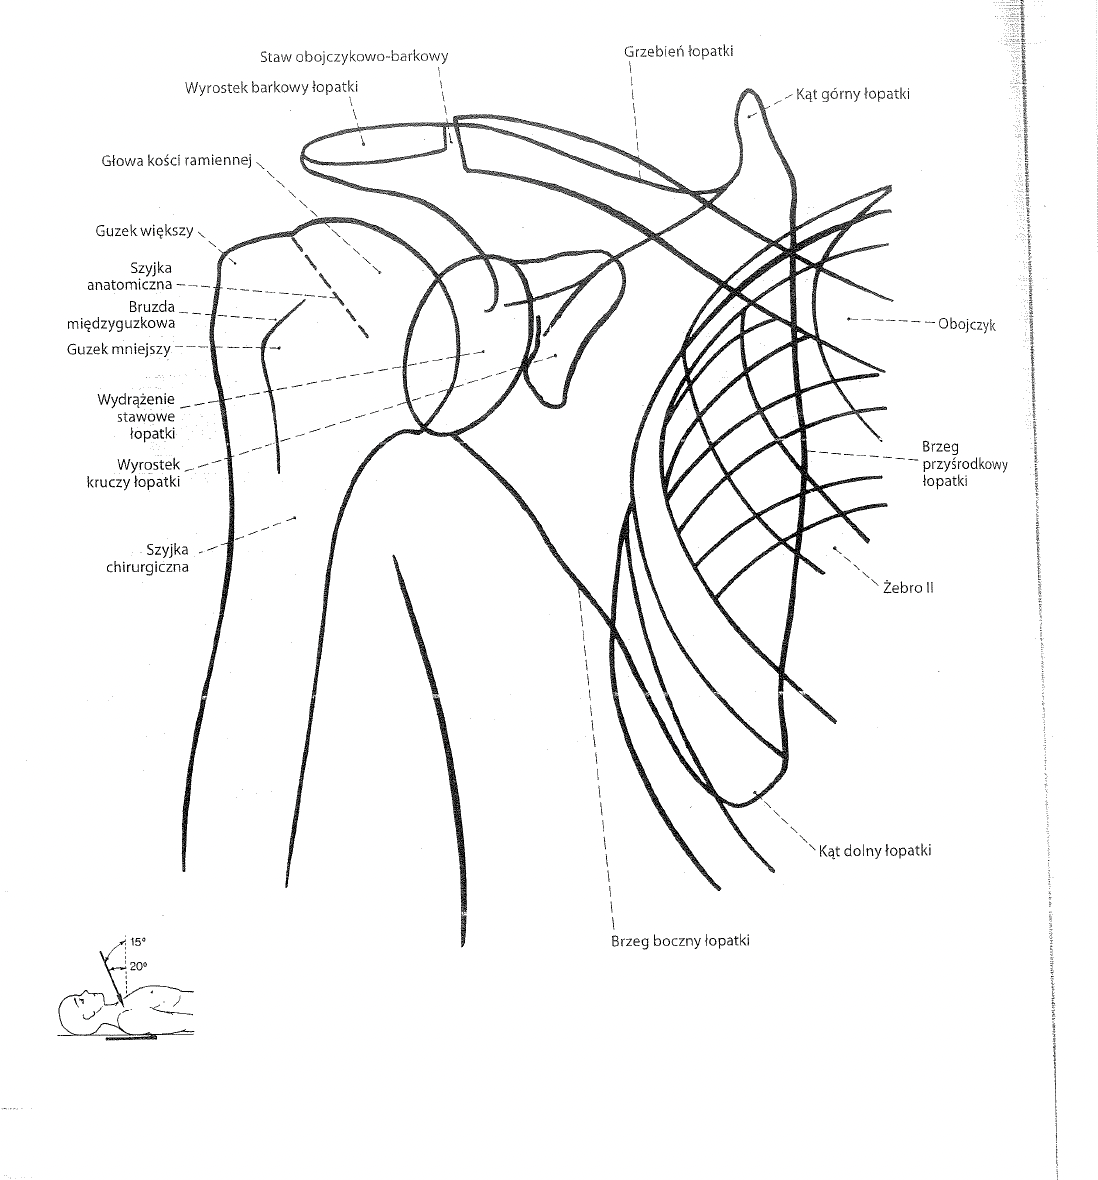 Staw obojczykowo-barkowy
Wyrostek barkowy łopatki
Grzebień łopatki
Kąt górny łopatki
Głowa kości ramiennej
Guzek większy
Szyjka
anatomiczna
Bruzda
międzyguzkowa
Guzek mniejszy
Wydrążenie
stawowe
łopatki
Wyrostek
kruczy łopatki
Szyjka
chirurgiczna
Obojczyk
Brzeg
przyśrodkowy
łopatki
Żebro II
Kąt dolny łopatki
Brzeg boczny łopatki
15°
20°